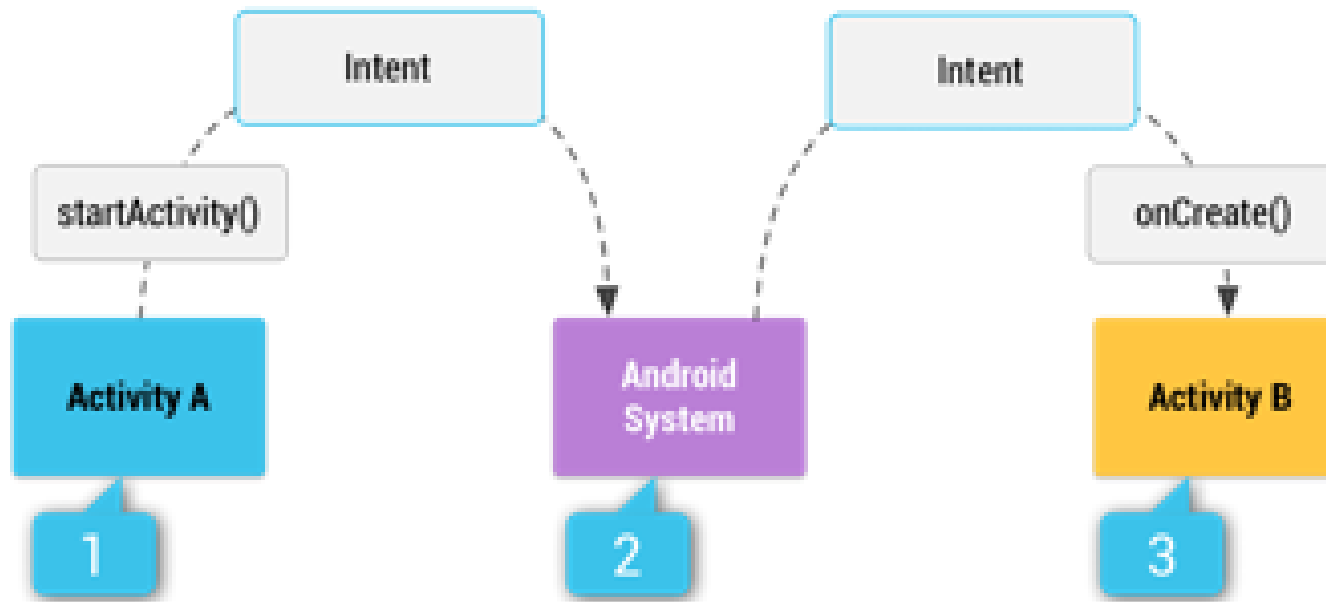 Intent
Intent
startActivity()
onCreate()
Activity A
Android
System
Activity B
1
2
3